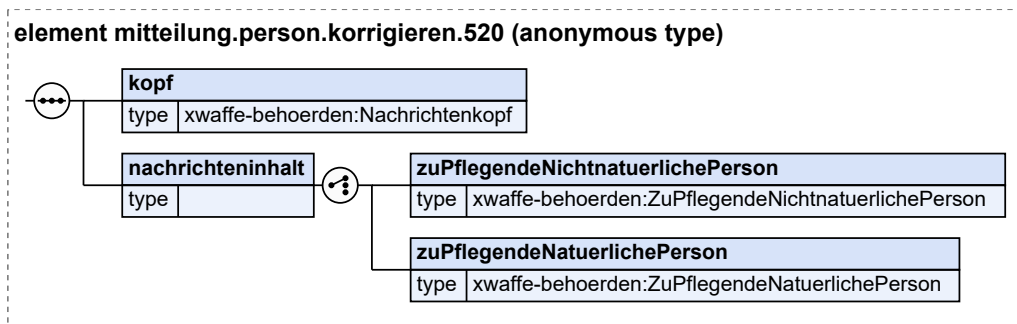 element mitteilung.person.korrigieren.520 (anonymous type)
kopf
type xwaffe-behoerden:Nachrichtenkopf
nachrichteninhalt
type
zuPflegendeNichtnatuerlichePerson
type xwaffe-behoerden:ZuPflegendeNichtnatuerlichePerson
zuPflegendeNatuerlichePerson
type xwaffe-behoerden:ZuPflegendeNatuerlichePerson